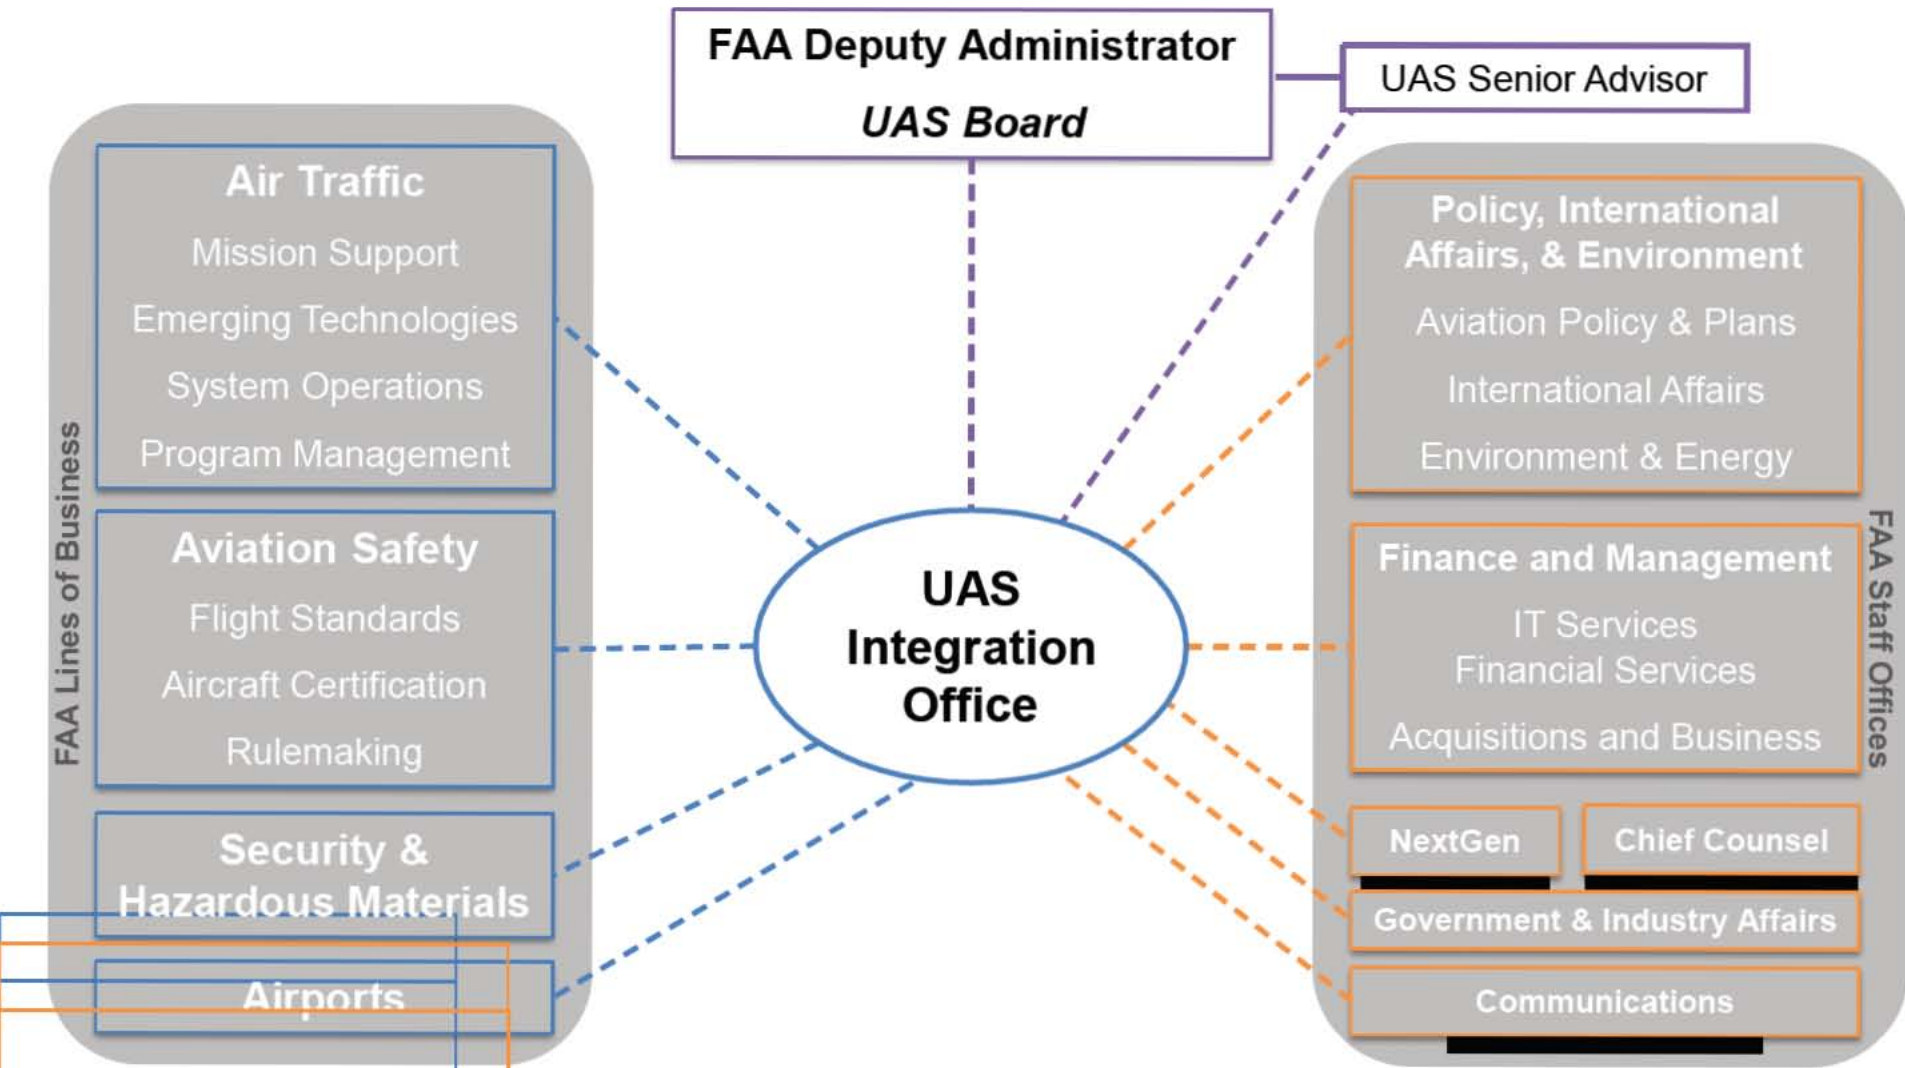 FAA Deputy Administrator
UAS Board
UAS Senior Advisor
FAA Lines of Business
Air Traffic
Mission Support
Emerging Technologies
System Operations
Program Management
Aviation Safety
Flight Standards
Aircraft Certification
Rulemaking
Security &
Hazardous Materials
Airports
UAS
Integration
Office
Policy, International
Affairs, & Environment
Aviation Policy & Plans
International Affairs
Environment & Energy
Finance and Management
IT Services
Financial Services
Acquisitions and Business
NextGen
Chief Counsel
Government & Industry Affairs
Communications
FAA Staff Offices